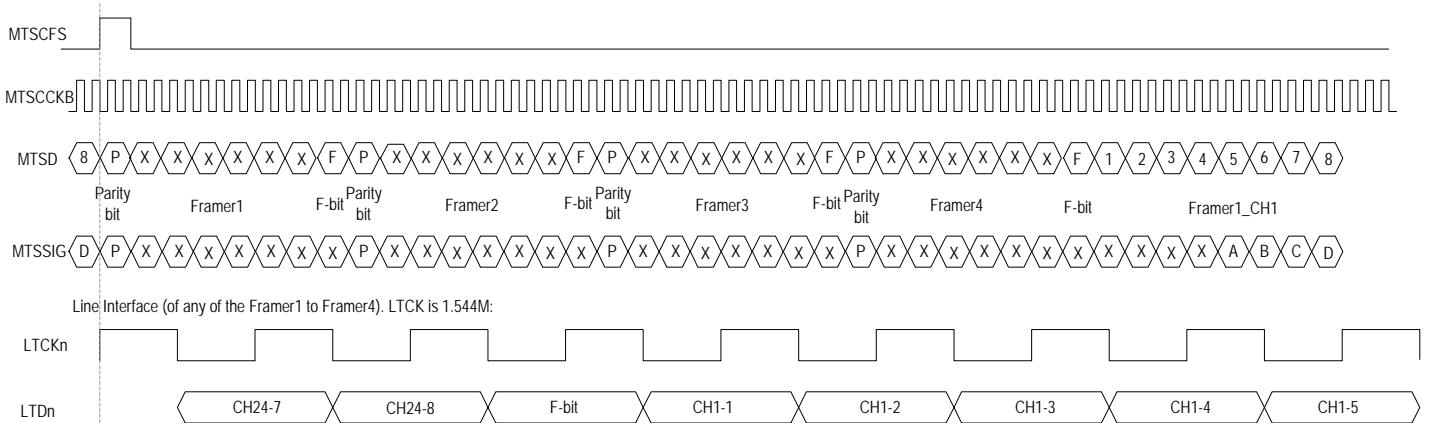 MTSCFS
MTSCCKB
MTSD 8 P X X X X X X F P X X X X X X F P X X X X X X F P X X X X X X F 1 2 3 4 5 6 7 8
Parity bit Framer1 F-bit Parity bit Framer2 F-bit Parity bit Framer3 F-bit Parity bit Framer4 F-bit Framer1_CH1
MTSSIG D P X X X X X X X P X X X X X X X P X X X X X X X P X X X X X X X X X X X A B C D
Line Interface (of any of the Framer1 to Framer4). LTCK is 1.544M:
LTCKn
LTDn CH24-7 CH24-8 F-bit CH1-1 CH1-2 CH1-3 CH1-4 CH1-5